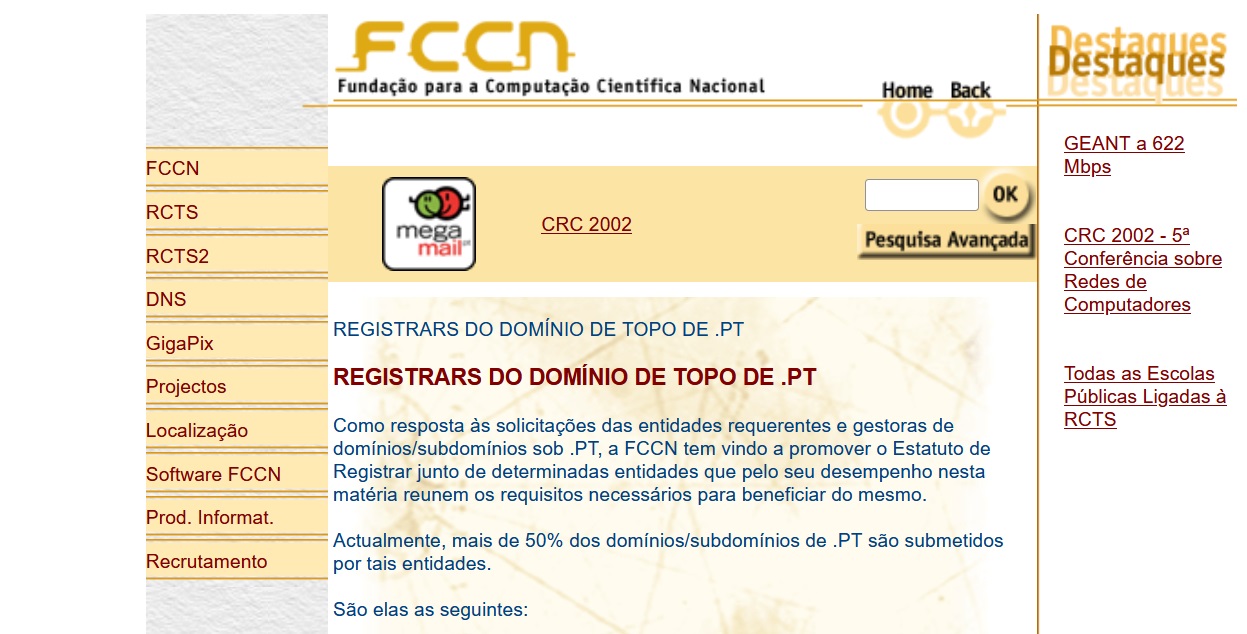 FCCN
Fundação para a Computação Científica Nacional
Home Back
Destaques
FCCN
RCTS
RCTS2
DNS
GigaPix
Projectos
Localização
Software FCCN
Prod. Informat.
Recrutamento
mega
mail pt
CRC 2002
OK
Pesquisa Avançada
REGISTRARS DO DOMÍNIO DE TOPO DE .PT
REGISTRARS DO DOMÍNIO DE TOPO DE .PT
Como resposta às solicitações das entidades requerentes e gestoras de
domínios/subdomínios sob .PT, a FCCN tem vindo a promover o Estatuto de
Registrar junto de determinadas entidades que pelo seu desempenho nesta
matéria reunem os requisitos necessários para beneficiar do mesmo.
Actualmente, mais de 50% dos domínios/subdomínios de .PT são submetidos
por tais entidades.
São elas as seguintes:
GEANT a 622
Mbps
CRC 2002 - 5ª
Conferência sobre
Redes de
Computadores
Todas as Escolas
Públicas Ligadas à
RCTS